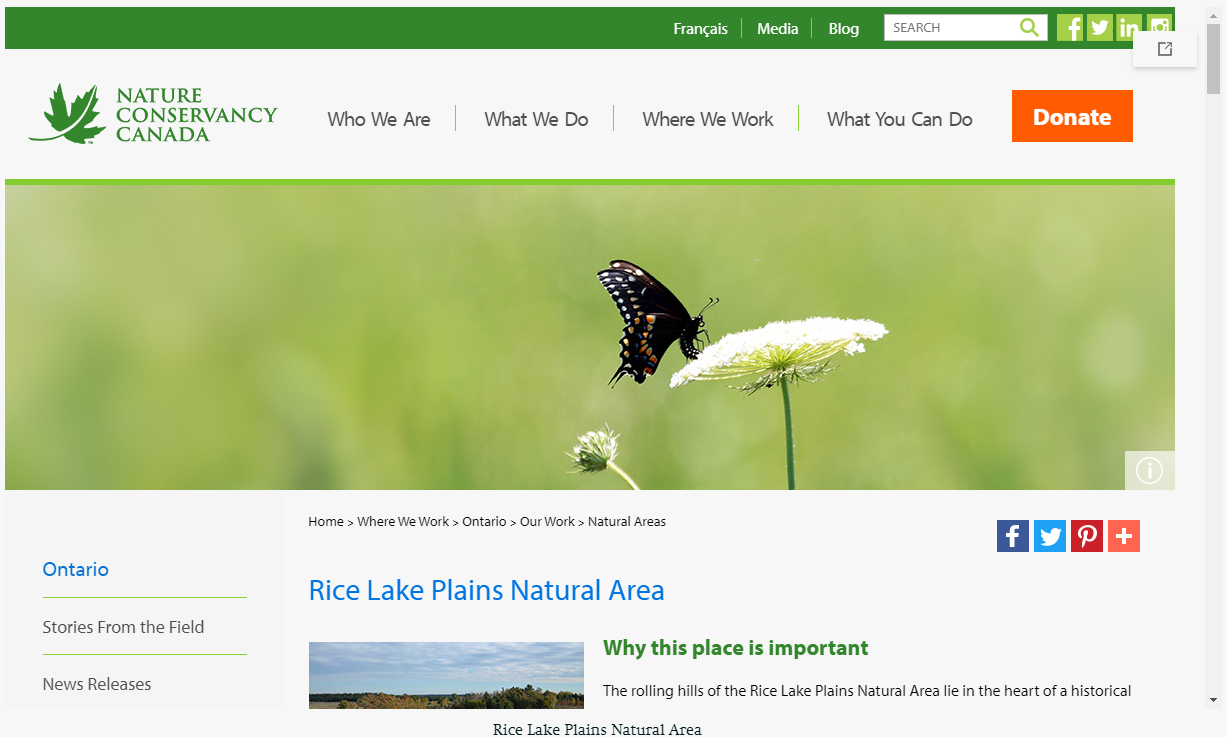 Français
Media
Blog
SEARCH
NATURE
CONSERVANCY
CANADA
Who We Are
What We Do
Where We Work
What You Can Do
Donate
Home > Where We Work > Ontario > Our Work > Natural Areas
Ontario
Stories From the Field
News Releases
Rice Lake Plains Natural Area
Why this place is important
The rolling hills of the Rice Lake Plains Natural Area lie in the heart of a historical
Rice Lake Plains Natural Area